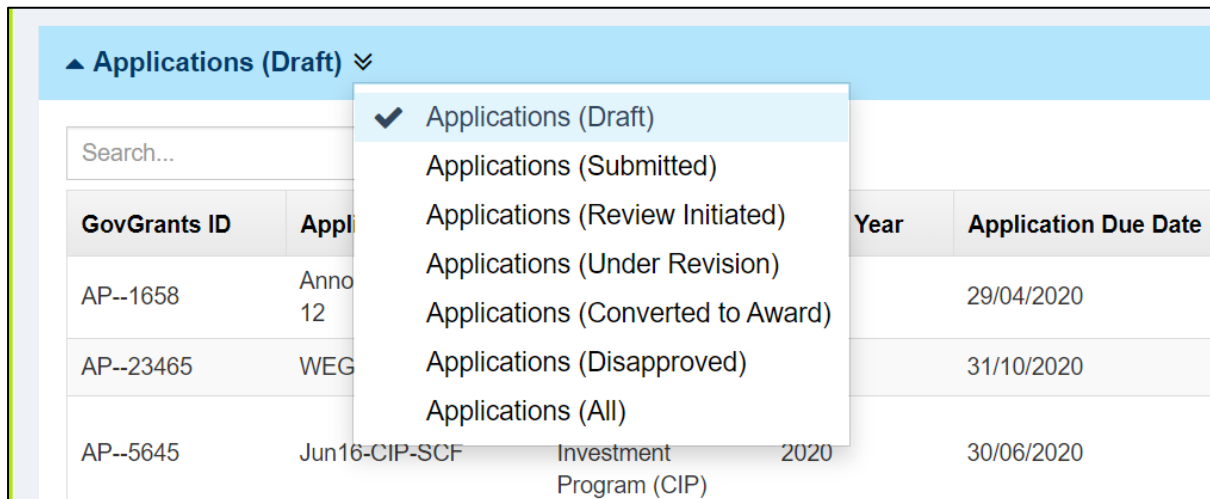 Applications (Draft)
Applications (Draft)
Applications (Submitted)
Applications (Review Initiated)
Applications (Under Revision)
Applications (Converted to Award)
Applications (Disapproved)
Applications (All)
Search...
GovGrants ID Appli Year Application Due Date
AP--1658 Anno 29/04/2020
12
AP--23465 WEG 31/10/2020
AP--5645 Jun16-CIP-SCF Investment 2020 30/06/2020
Program (CIP)